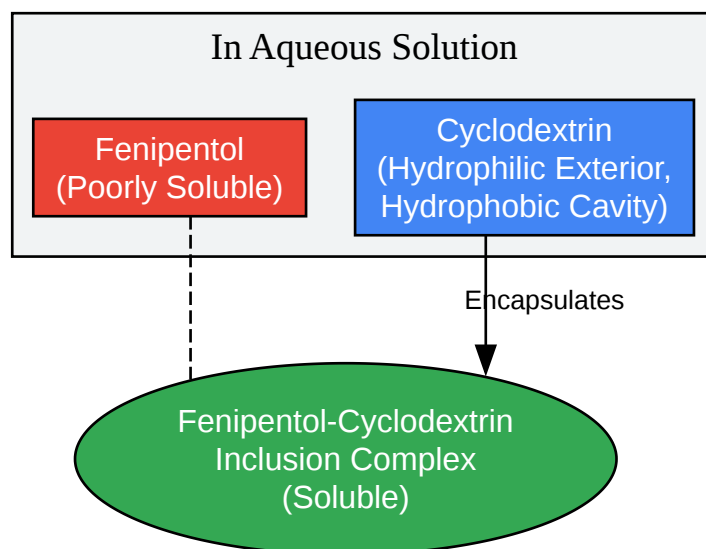 In Aqueous Solution
Fenipentol
(Poorly Soluble)
Cyclodextrin
(Hydrophilic Exterior,
Hydrophobic Cavity)
Encapsulates
Fenipentol-Cyclodextrin
Inclusion Complex
(Soluble)